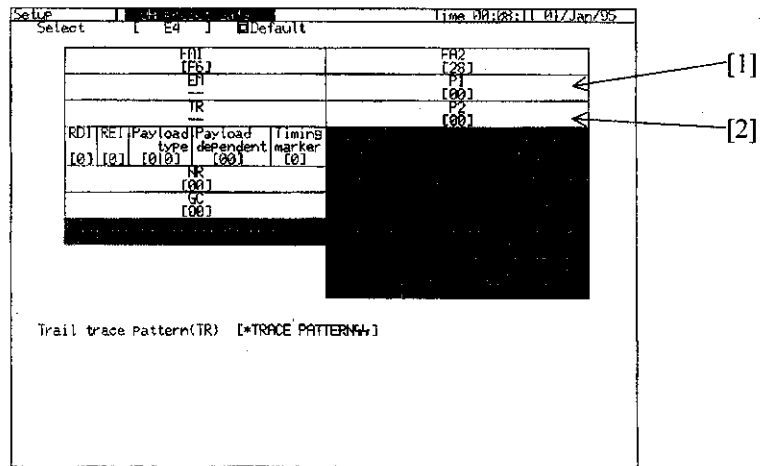 Setup Time 00:08:11 01/Jan/95
Select [ E4 ] Default
FA1 FA2
[F6] [28]
EM P1
-- [00]
TR P2
-- [00]
RDI REI Payload type Payload dependent Timing marker
[0] [0] [0|0] [00] [0]
NR
[00]
GC
[00]
[1]
[2]
Trail trace Pattern(TR) [*TRACE PATTERN